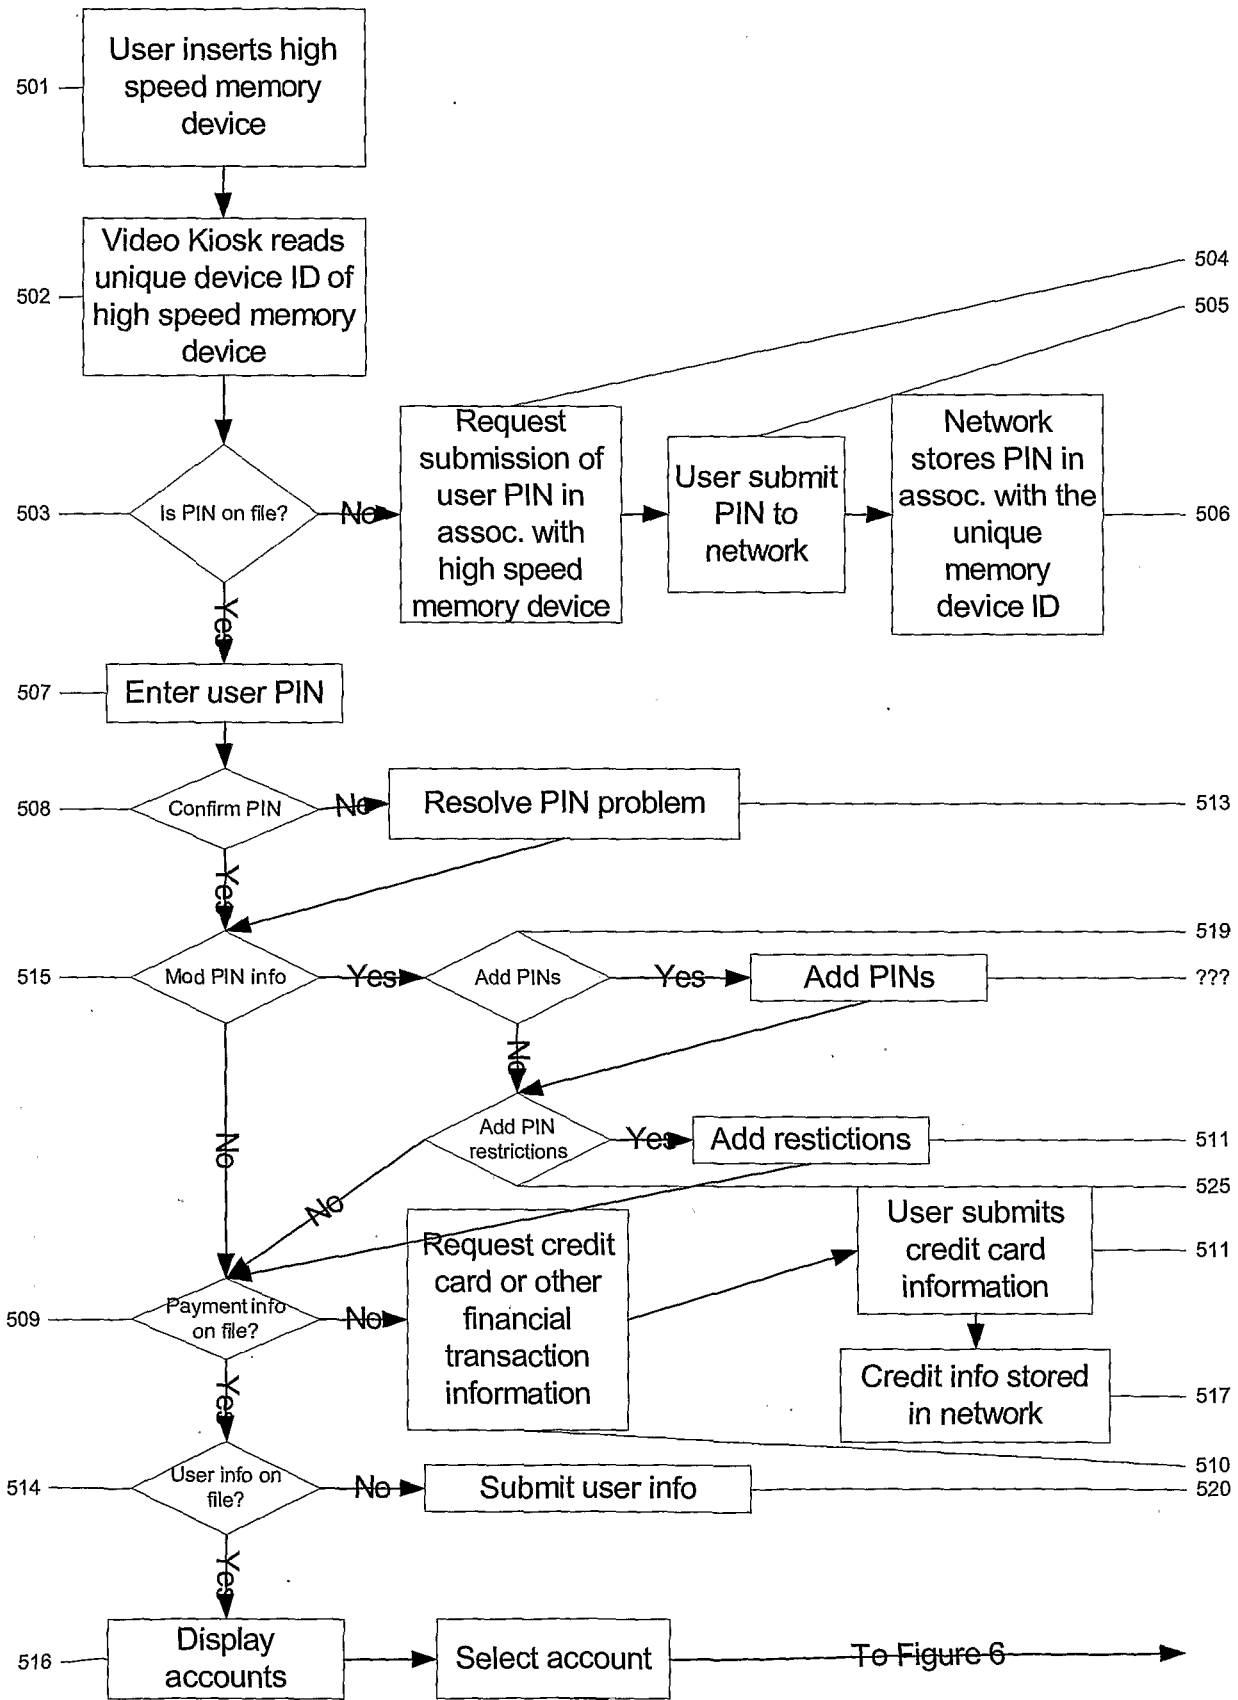 User inserts high
speed memory
device
501
Video Kiosk reads
unique device ID of
high speed memory
device
502
504
505
Is PIN on file?
503
No
Request
submission of
user PIN in
assoc. with
high speed
memory device
User submit
PIN to
network
Network
stores PIN in
assoc. with the
unique
memory
device ID
506
Yes
Enter user PIN
507
Confirm PIN
508
No
Resolve PIN problem
513
Yes
519
Mod PIN info
515
Yes
Add PINs
Yes
Add PINs
???
No
No
Add PIN
restrictions
Yes
Add restictions
511
525
No
Payment info
on file?
509
No
Request credit
card or other
financial
transaction
information
User submits
credit card
information
511
Credit info stored
in network
517
510
Yes
User info on
file?
514
No
Submit user info
520
Yes
Display
accounts
516
Select account
To Figure 6